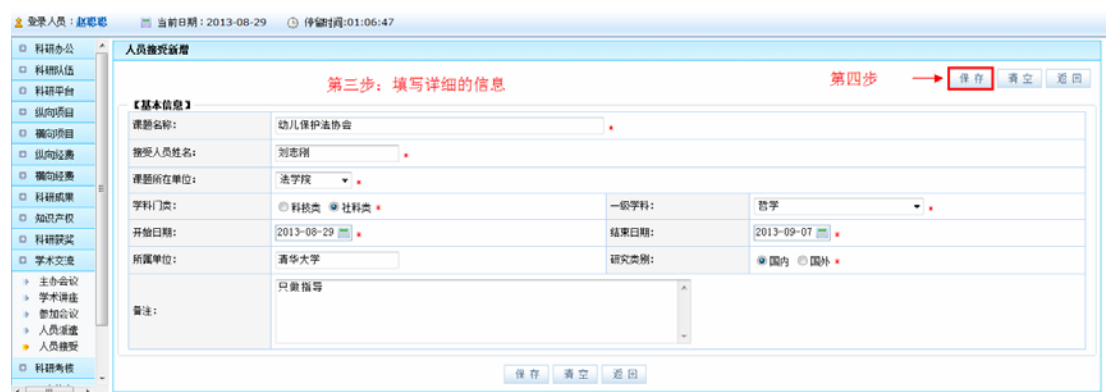 登录人员：赵聪聪 当前日期：2013-08-29 停留时间:01:06:47
科研办公
科研队伍
科研平台
纵向项目
横向项目
纵向经费
横向经费
科研成果
知识产权
科研获奖
学术交流
主办会议
学术讲座
参加会议
人员派遣
人员接受
科研考核
人员接受新增
第三步：填写详细的信息
第四步
保存 清空 返回
【基本信息】
课题名称： 幼儿保护法协会 *
接受人员姓名： 刘志刚 *
课题所在单位： 法学院 *
学科门类： 科技类 社科类 * 一级学科： 哲学 *
开始日期： 2013-08-29 * 结束日期： 2013-09-07 *
所属单位： 清华大学 研究类别： 国内 国外 *
备注： 只做指导
保存 清空 返回